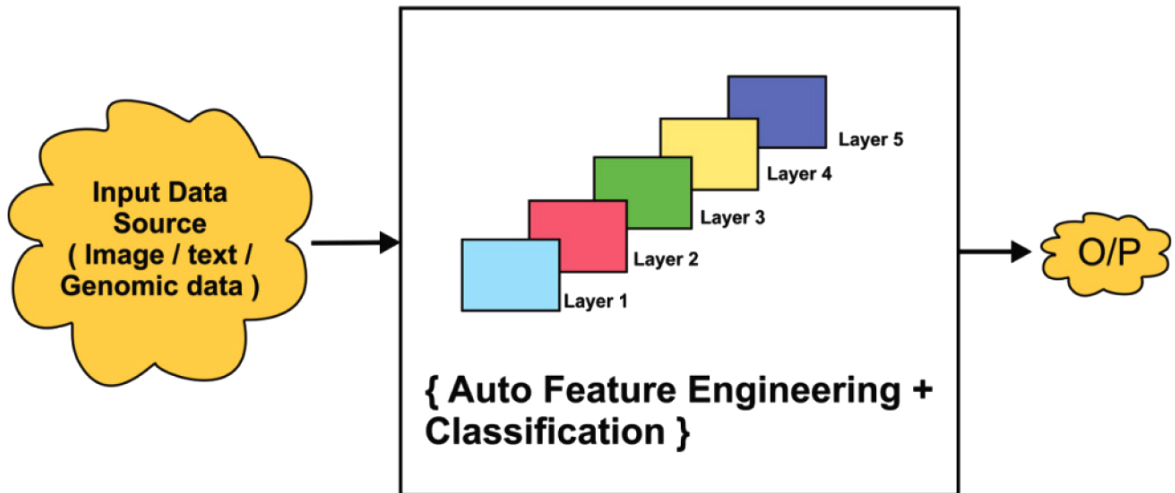 Input Data
Source
( Image / text /
Genomic data )
Layer 5
Layer 4
Layer 3
Layer 2
Layer 1
{ Auto Feature Engineering +
Classification }
O/P